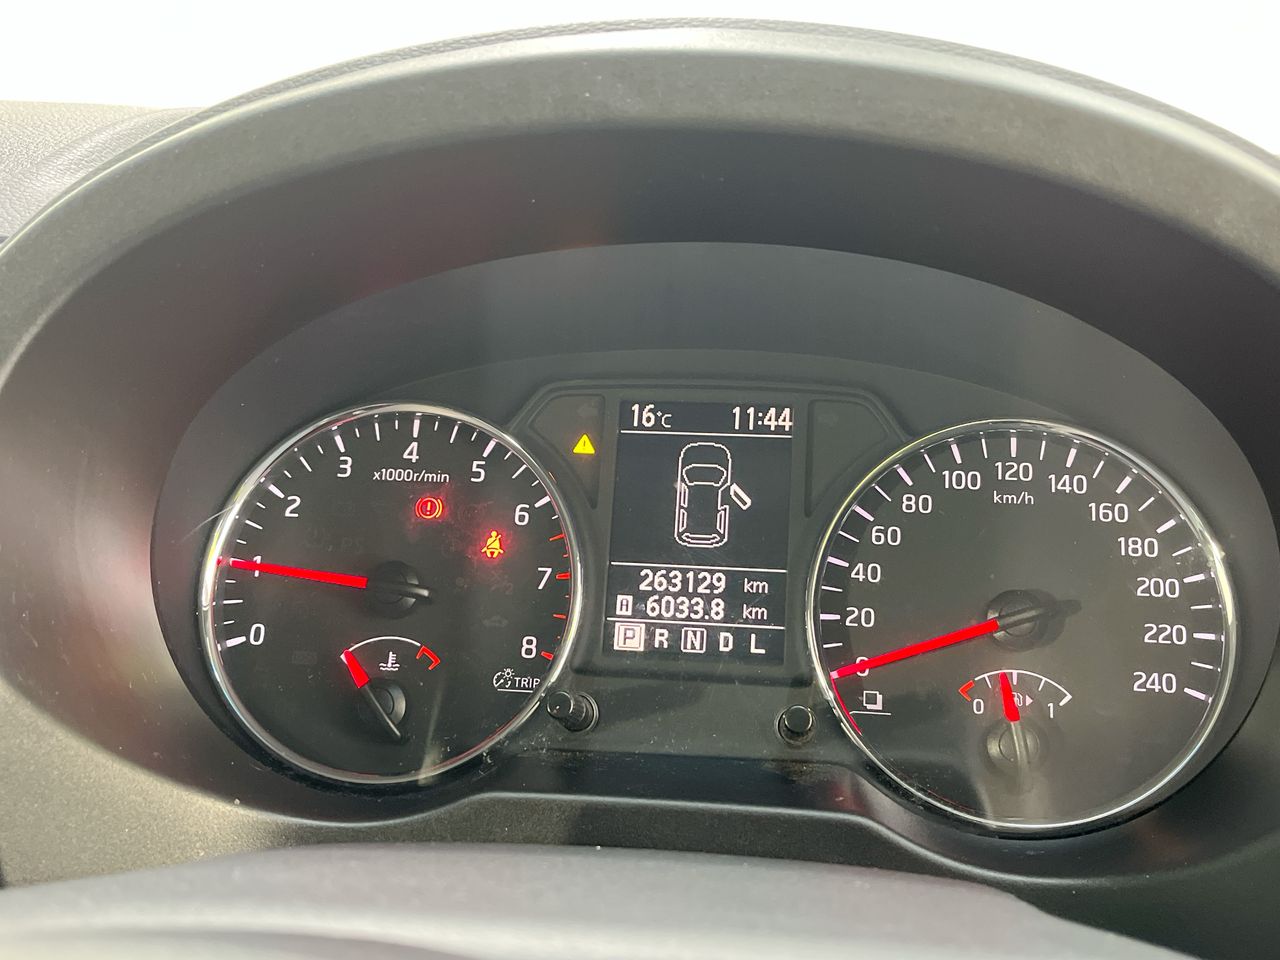 16°C 11:44
263129 km
A 6033.8 km
P R N D L
0 1 2 3 4 5 6 7 8
x1000r/min
TRIP
0 20 40 60 80 100 120 140 160 180 200 220 240
km/h
0 1